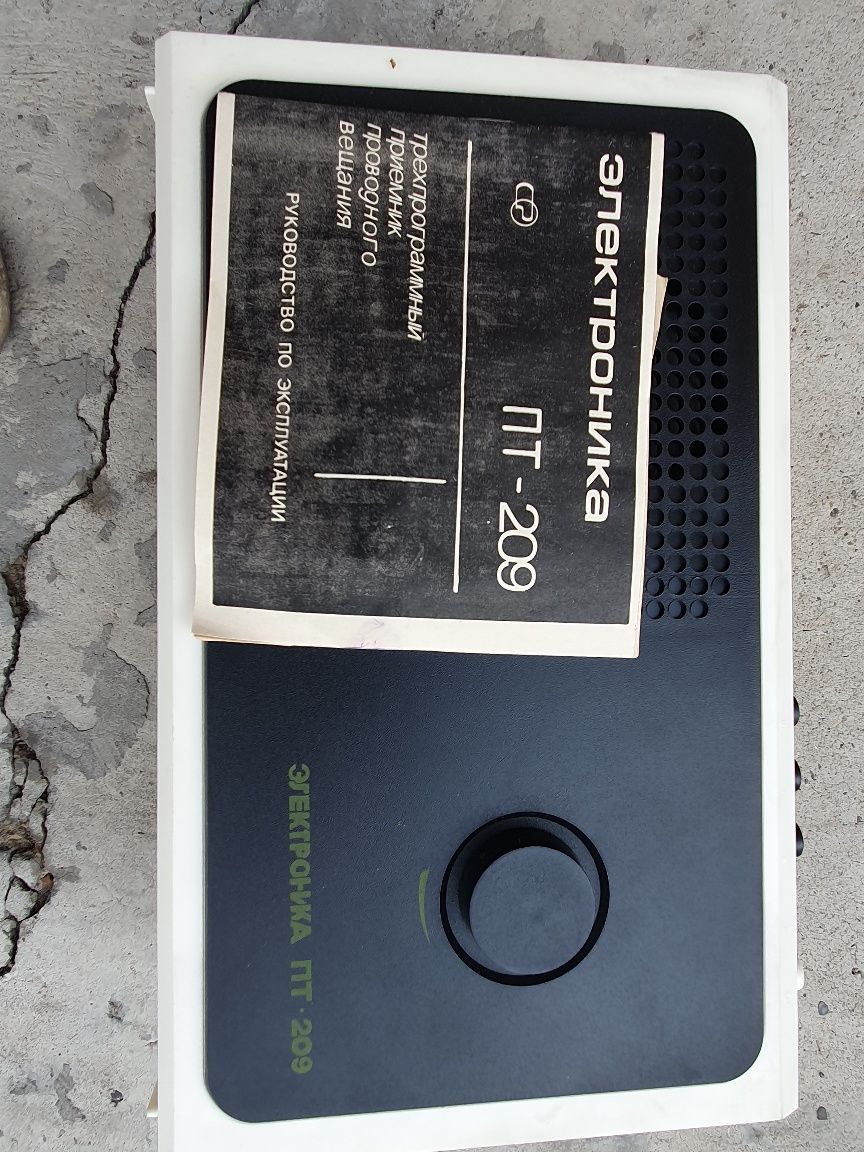 электроника
ПТ-209
трехпрограммный
приемник
проводного
вещания
РУКОВОДСТВО ПО ЭКСПЛУАТАЦИИ
ЭЛЕКТРОНИКА ПТ·209